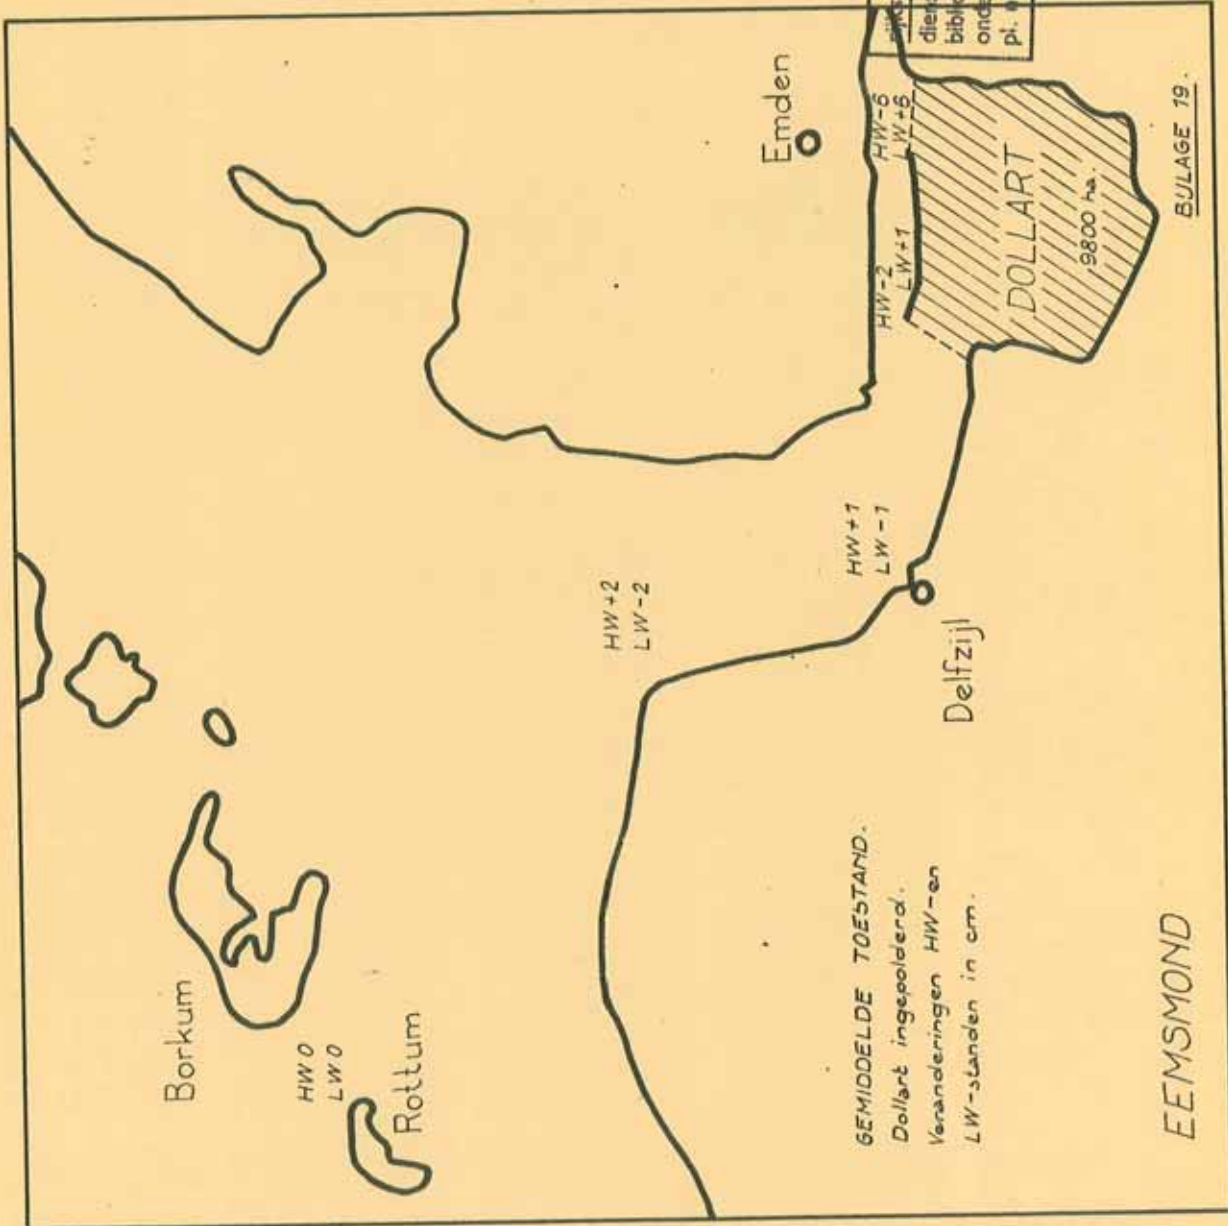 Borkum
HW 0
LW 0
Rottum
HW+2
LW-2
Emden
HW-6
LW+6
HW-2
LW+1
HW+1
LW-1
Delfzijl
DOLLART
9800 ha.
GEMIDDELDE TOESTAND.
Dollart ingepolderd.
Veranderingen HW-en
LW-standen in cm.
EEMSMOND
BIJLAGE 19.